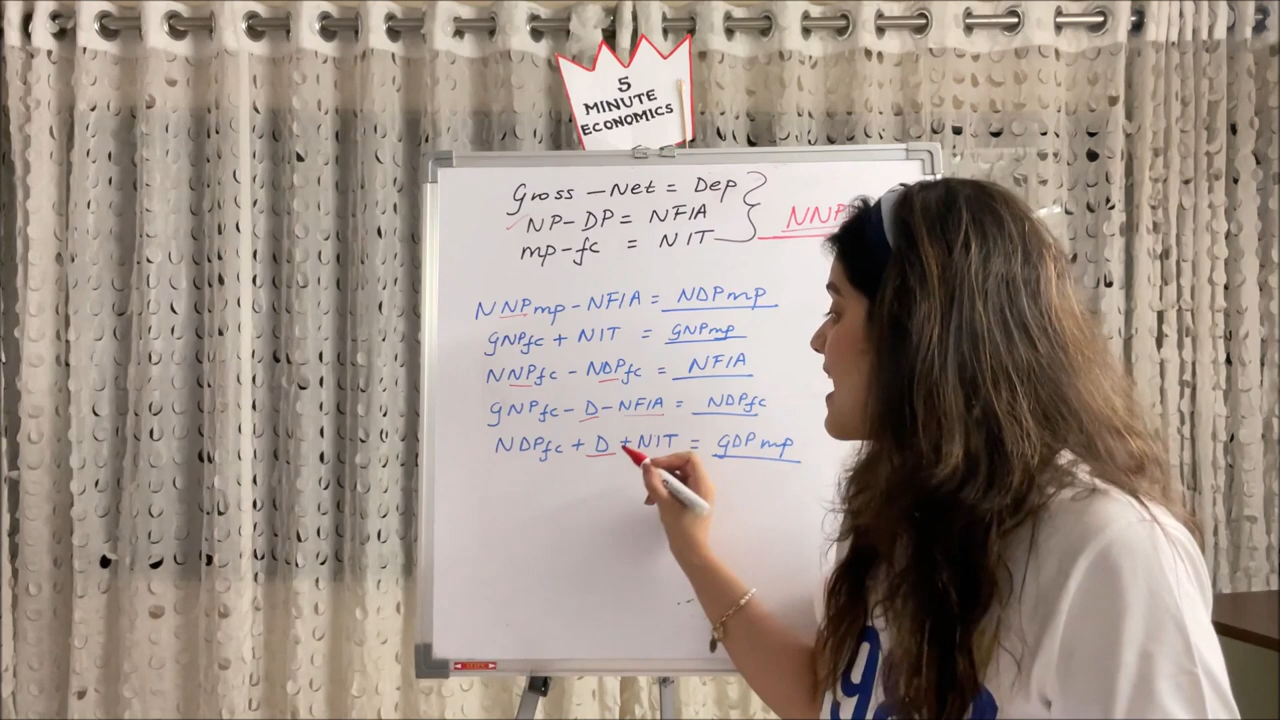 5
MINUTE
ECONOMICS
Gross - Net = Dep
NP - DP = NFIA
mp - fc = NIT
NNP
NNPmp - NFIA = NDPmp
GNPfc + NIT = GNPmp
NNPfc - NDPfc = NFIA
GNPfc - D - NFIA = NDPfc
NDPfc + D + NIT = GDPmp